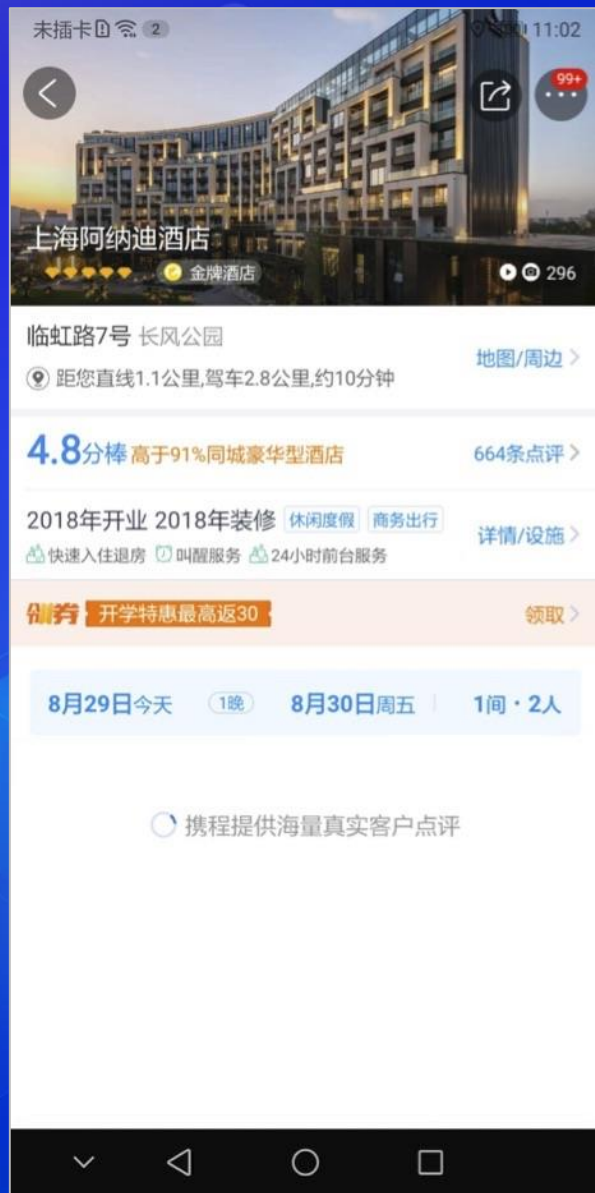 未插卡 2 11:02
99+
上海阿纳迪酒店
金牌酒店 296
临虹路7号 长风公园
地图/周边
距您直线1.1公里,驾车2.8公里,约10分钟
4.8分棒 高于91%同城豪华型酒店 664条点评
2018年开业 2018年装修 休闲度假 商务出行
详情/设施
快速入住退房 叫醒服务 24小时前台服务
领券 开学特惠最高返30 领取
8月29日今天 1晚 8月30日周五 1间·2人
携程提供海量真实客户点评